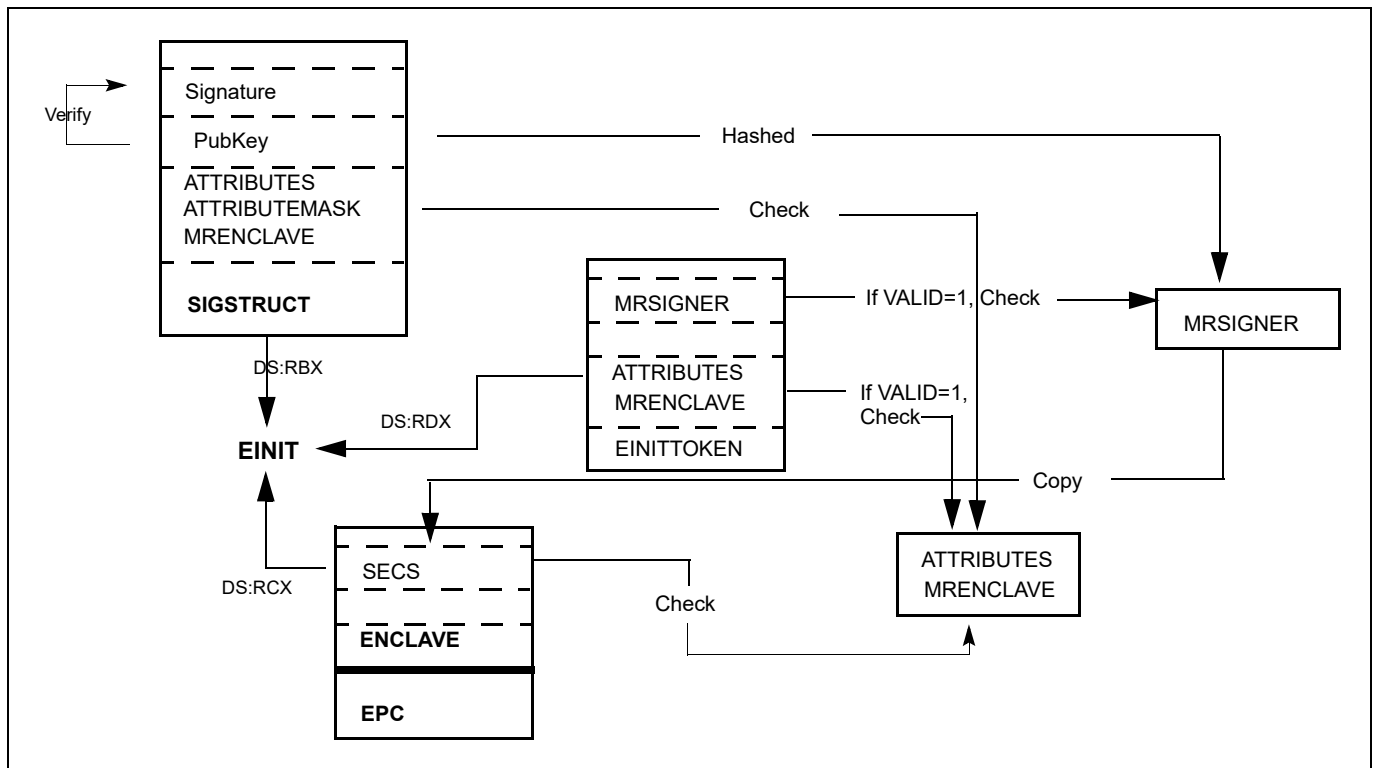 Signature
Verify
PubKey
Hashed
ATTRIBUTES
ATTRIBUTEMASK
MRENCLAVE
Check
SIGSTRUCT
MRSIGNER
If VALID=1, Check
MRSIGNER
DS:RBX
ATTRIBUTES
MRENCLAVE
If VALID=1,
Check
DS:RDX
EINIT
EINITTOKEN
Copy
SECS
DS:RCX
Check
ATTRIBUTES
MRENCLAVE
ENCLAVE
EPC